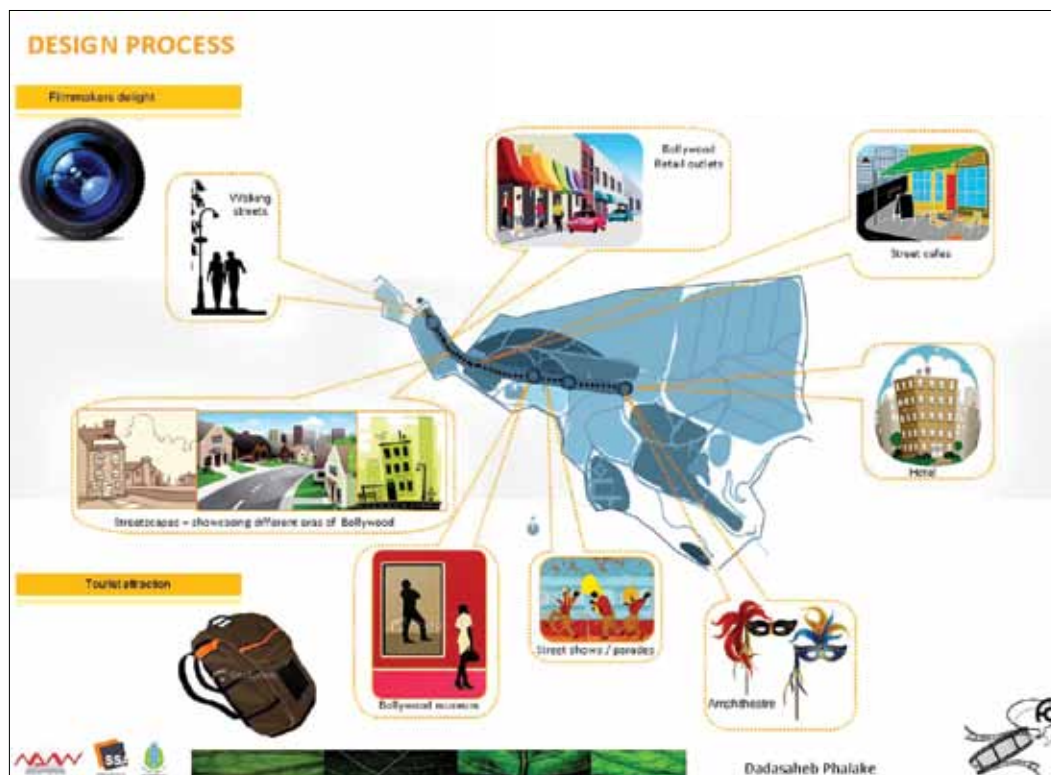 DESIGN PROCESS
Filmmakers delight
Walking
streets
Bollywood
Retail outlets
Street cafes
Hotel
Streetscapes – showcasing different eras of Bollywood
Tourist attraction
Bollywood museum
Street shows / parades
Amphitheatre
Dadasaheb Phalake